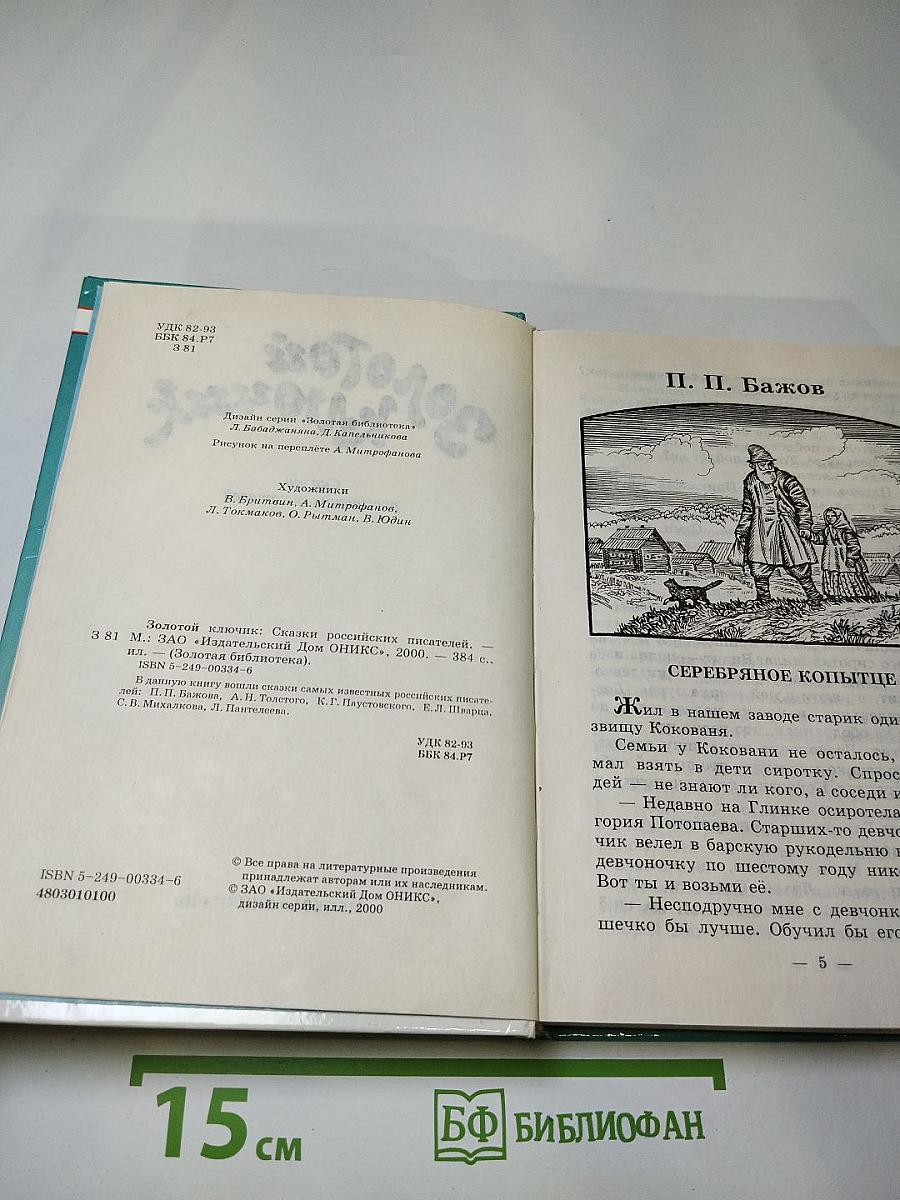 УДК 82-93
ББК 84.Р7
З 81
Дизайн серии «Золотая библиотека»
Л. Бабаджаняна, Д. Капельникова
Рисунок на переплёте А. Митрофанова
Художники
В. Бритвин, А. Митрофанов,
Л. Токмаков, О. Рытман, В. Юдин
Золотой ключик: Сказки российских писателей. —
З 81 М.: ЗАО «Издательский Дом ОНИКС», 2000. — 384 с.,
ил. — (Золотая библиотека).
ISBN 5-249-00334-6
В данную книгу вошли сказки самых известных российских писате-
лей: П. П. Бажова, А. Н. Толстого, К. Г. Паустовского, Е. Л. Шварца,
С. В. Михалкова, Л. Пантелеева.
УДК 82-93
ББК 84.Р7
© Все права на литературные произведения
принадлежат авторам или их наследникам.
© ЗАО «Издательский Дом ОНИКС»,
дизайн серии, илл., 2000
ISBN 5-249-00334-6
4803010100
П. П. Бажов
СЕРЕБРЯНОЕ КОПЫТЦЕ
Жил в нашем заводе старик оди
звищу Кокованя.
Семьи у Коковани не осталось,
мал взять в дети сиротку. Спрос
дей — не знают ли кого, а соседи и
— Недавно на Глинке осиротела
гория Потопаева. Старших-то девчо
чик велел в барскую рукодельню
девчоночку по шестому году ник
Вот ты и возьми её.
— Несподручно мне с девчонк
шечко бы лучше. Обучил бы ег
— 5 —
15 см
БФ БИБЛИОФАН